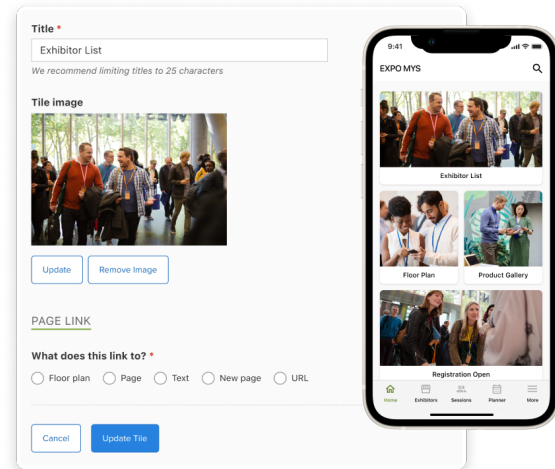 Title *
Exhibitor List
We recommend limiting titles to 25 characters
Tile image
Update
Remove Image
PAGE LINK
What does this link to? *
Floor plan
Page
Text
New page
URL
Cancel
Update Tile
9:41
EXPO MYS
Exhibitor List
Floor Plan
Product Gallery
Registration Open
Home
Exhibitors
Sessions
Planner
More